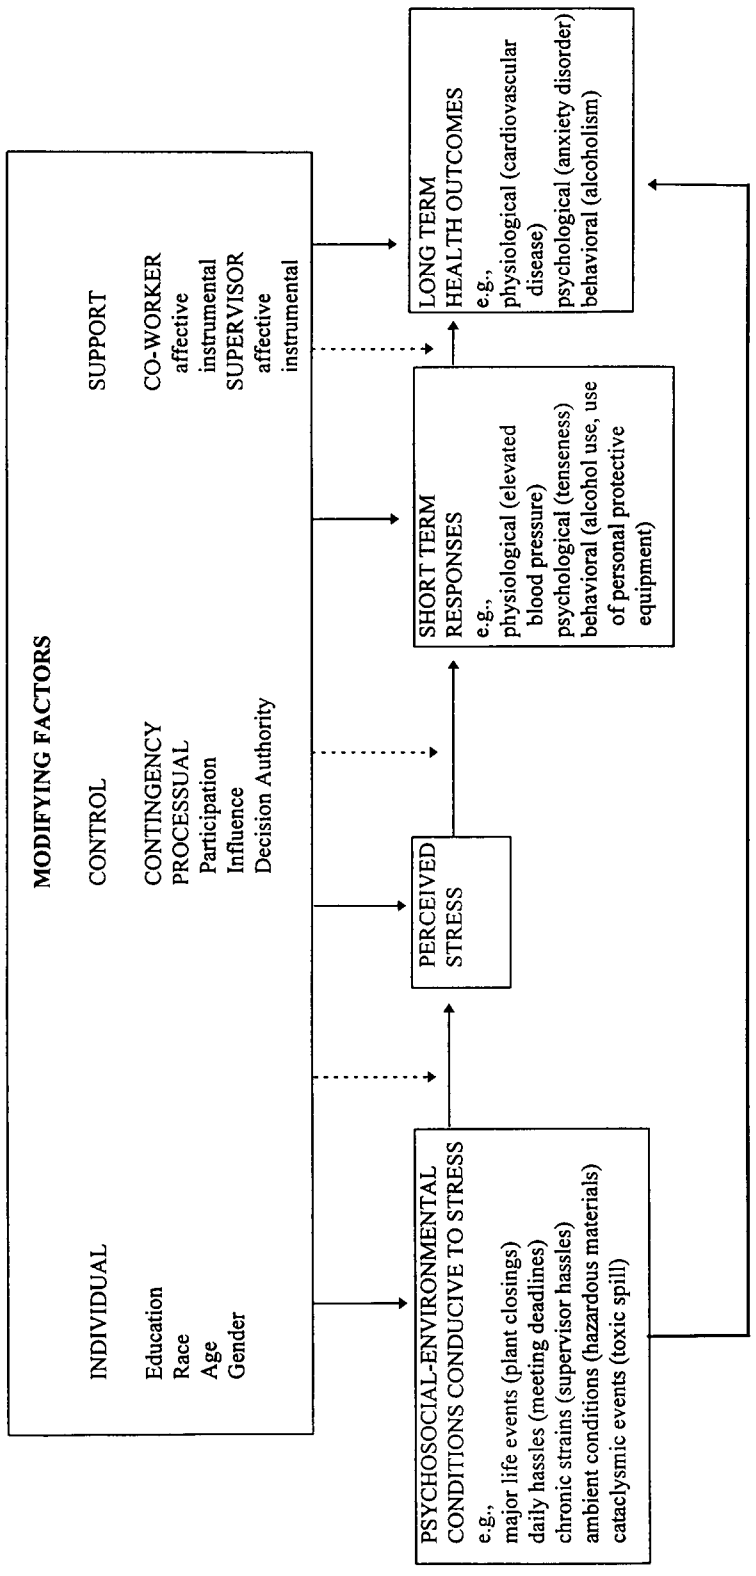 MODIFYING FACTORS
INDIVIDUAL
Education
Race
Age
Gender
CONTROL
CONTINGENCY
PROCESSUAL
Participation
Influence
Decision Authority
SUPPORT
CO-WORKER
affective
instrumental
SUPERVISOR
affective
instrumental
PSYCHOSOCIAL-ENVIRONMENTAL
CONDITIONS CONDUCIVE TO STRESS
e.g.,
major life events (plant closings)
daily hassles (meeting deadlines)
chronic strains (supervisor hassles)
ambient conditions (hazardous materials)
cataclysmic events (toxic spill)
PERCEIVED
STRESS
SHORT TERM
RESPONSES
e.g.,
physiological (elevated
blood pressure)
psychological (tenseness)
behavioral (alcohol use, use
of personal protective
equipment)
LONG TERM
HEALTH OUTCOMES
e.g.,
physiological (cardiovascular
disease)
psychological (anxiety disorder)
behavioral (alcoholism)